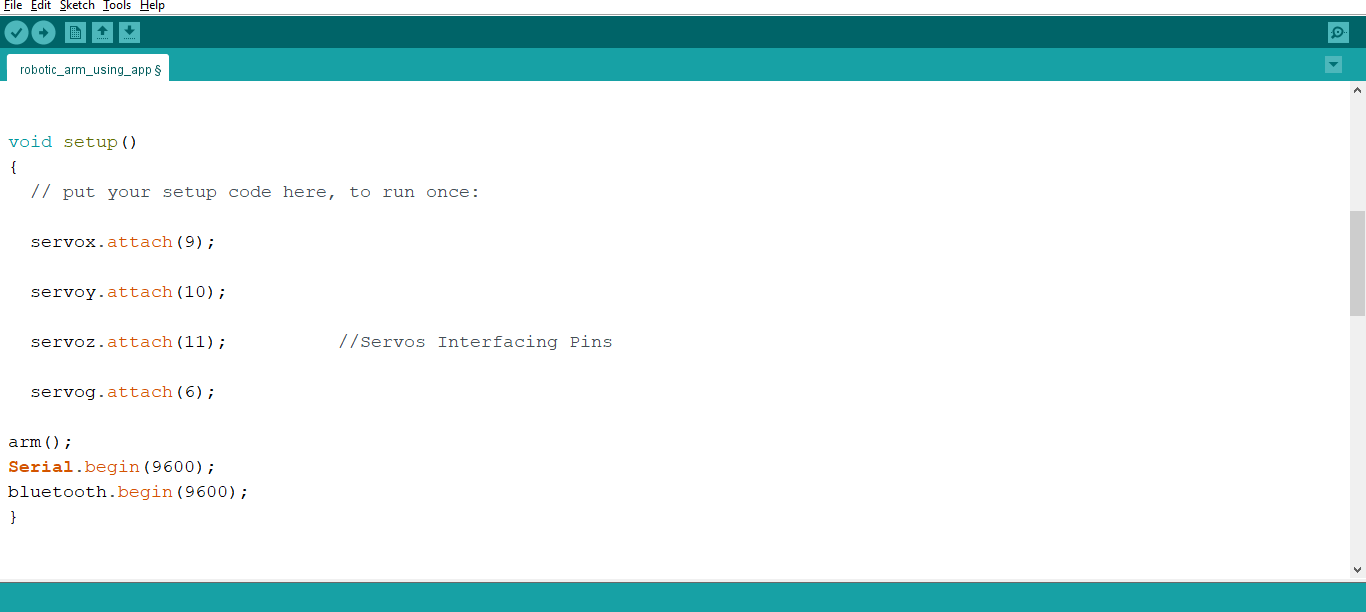 File Edit Sketch Tools Help
robotic_arm_using_app §
void setup()
{
  // put your setup code here, to run once:
  servox.attach(9);
  servoy.attach(10);
  servoz.attach(11);          //Servos Interfacing Pins
  servog.attach(6);
arm();
Serial.begin(9600);
bluetooth.begin(9600);
}